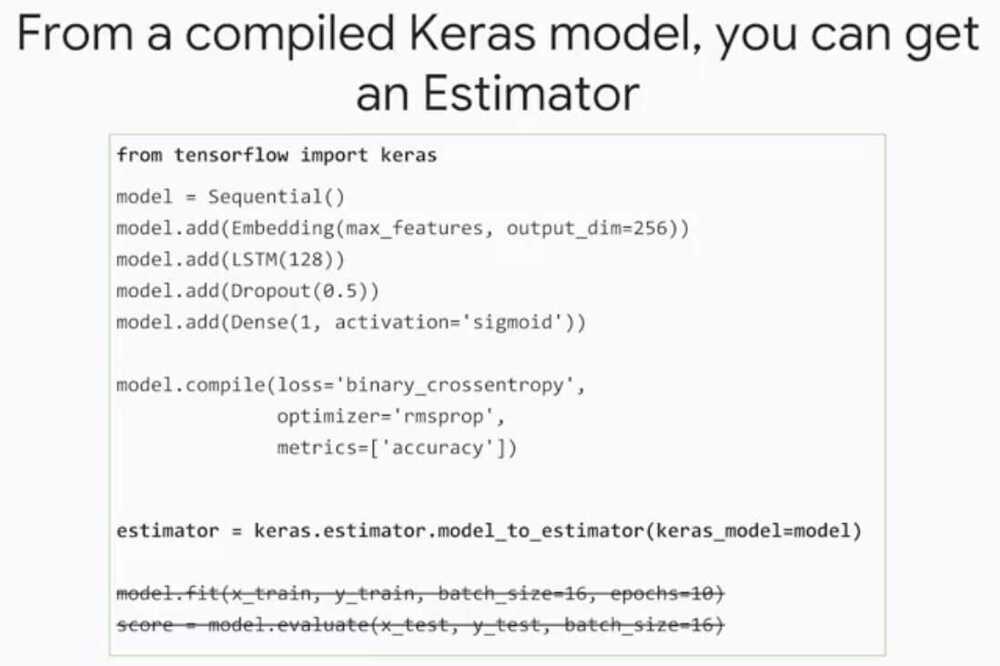 From a compiled Keras model, you can get
an Estimator
from tensorflow import keras
model = Sequential()
model.add(Embedding(max_features, output_dim=256))
model.add(LSTM(128))
model.add(Dropout(0.5))
model.add(Dense(1, activation='sigmoid'))
model.compile(loss='binary_crossentropy',
optimizer='rmsprop',
metrics=['accuracy'])
estimator = keras.estimator.model_to_estimator(keras_model=model)
model.fit(x_train, y_train, batch_size=16, epochs=10)
score = model.evaluate(x_test, y_test, batch_size=16)